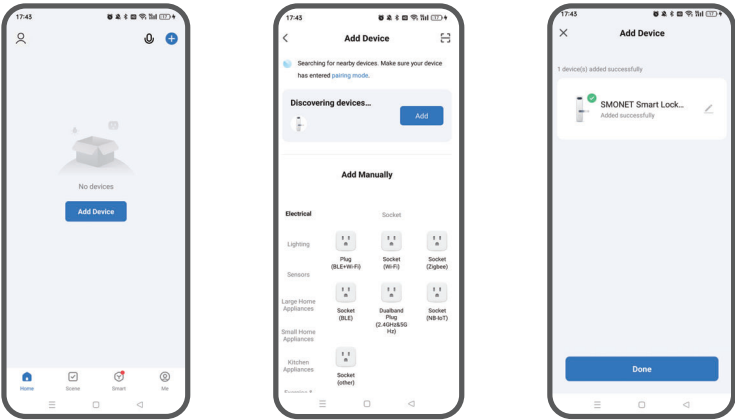 17:43
No devices
Add Device
Home
Scene
Smart
Me
17:43
Add Device
Searching for nearby devices. Make sure your device
has entered pairing mode.
Discovering devices...
Add
Add Manually
Electrical
Socket
Lighting
Plug
(BLE+Wi-Fi)
Socket
(Wi-Fi)
Socket
(Zigbee)
Sensors
Large Home
Appliances
Socket
(BLE)
Dualband
Plug
(2.4GHz&5G
Hz)
Socket
(NB-IoT)
Small Home
Appliances
Kitchen
Appliances
Socket
(other)
17:43
Add Device
1 device(s) added successfully
SMONET Smart Lock...
Added successfully
Done